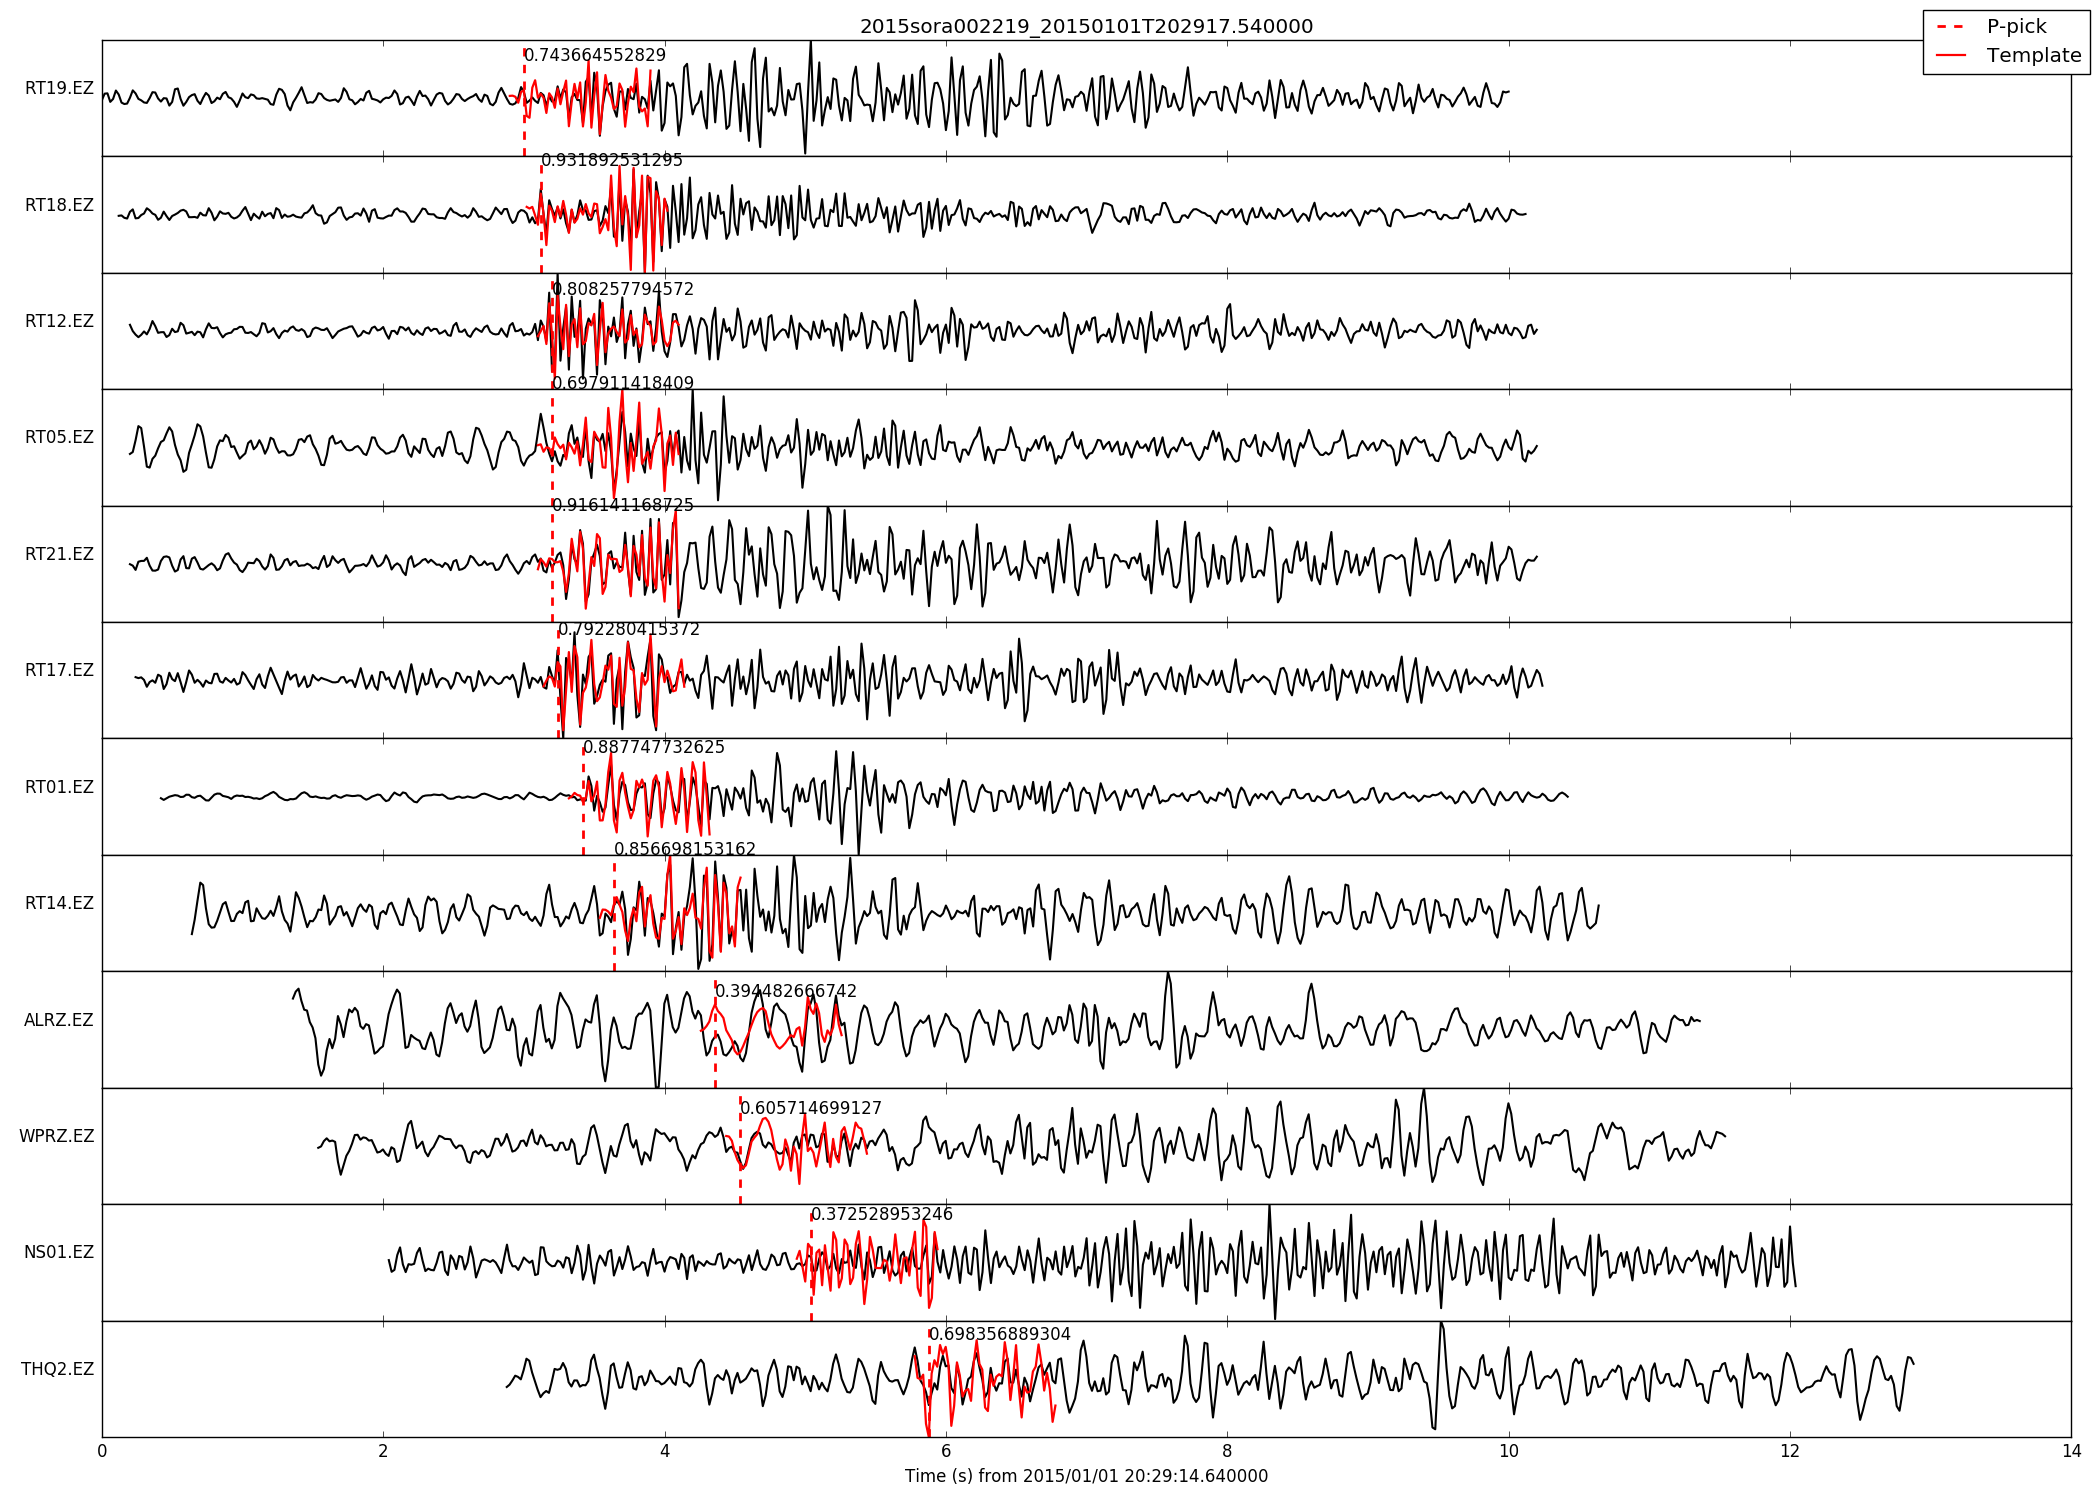 2015sora002219_20150101T202917.540000
P-pick
Template
RT19.EZ
0.743664552829
RT18.EZ
0.931892531295
RT12.EZ
0.808257794572
RT05.EZ
0.697911418409
RT21.EZ
0.916141168725
RT17.EZ
0.792280415372
RT01.EZ
0.887747732625
RT14.EZ
0.856698153162
ALRZ.EZ
0.394482666742
WPRZ.EZ
0.605714699127
NS01.EZ
0.372528953246
THQ2.EZ
0.698356889304
0 2 4 6 8 10 12 14
Time (s) from 2015/01/01 20:29:14.640000